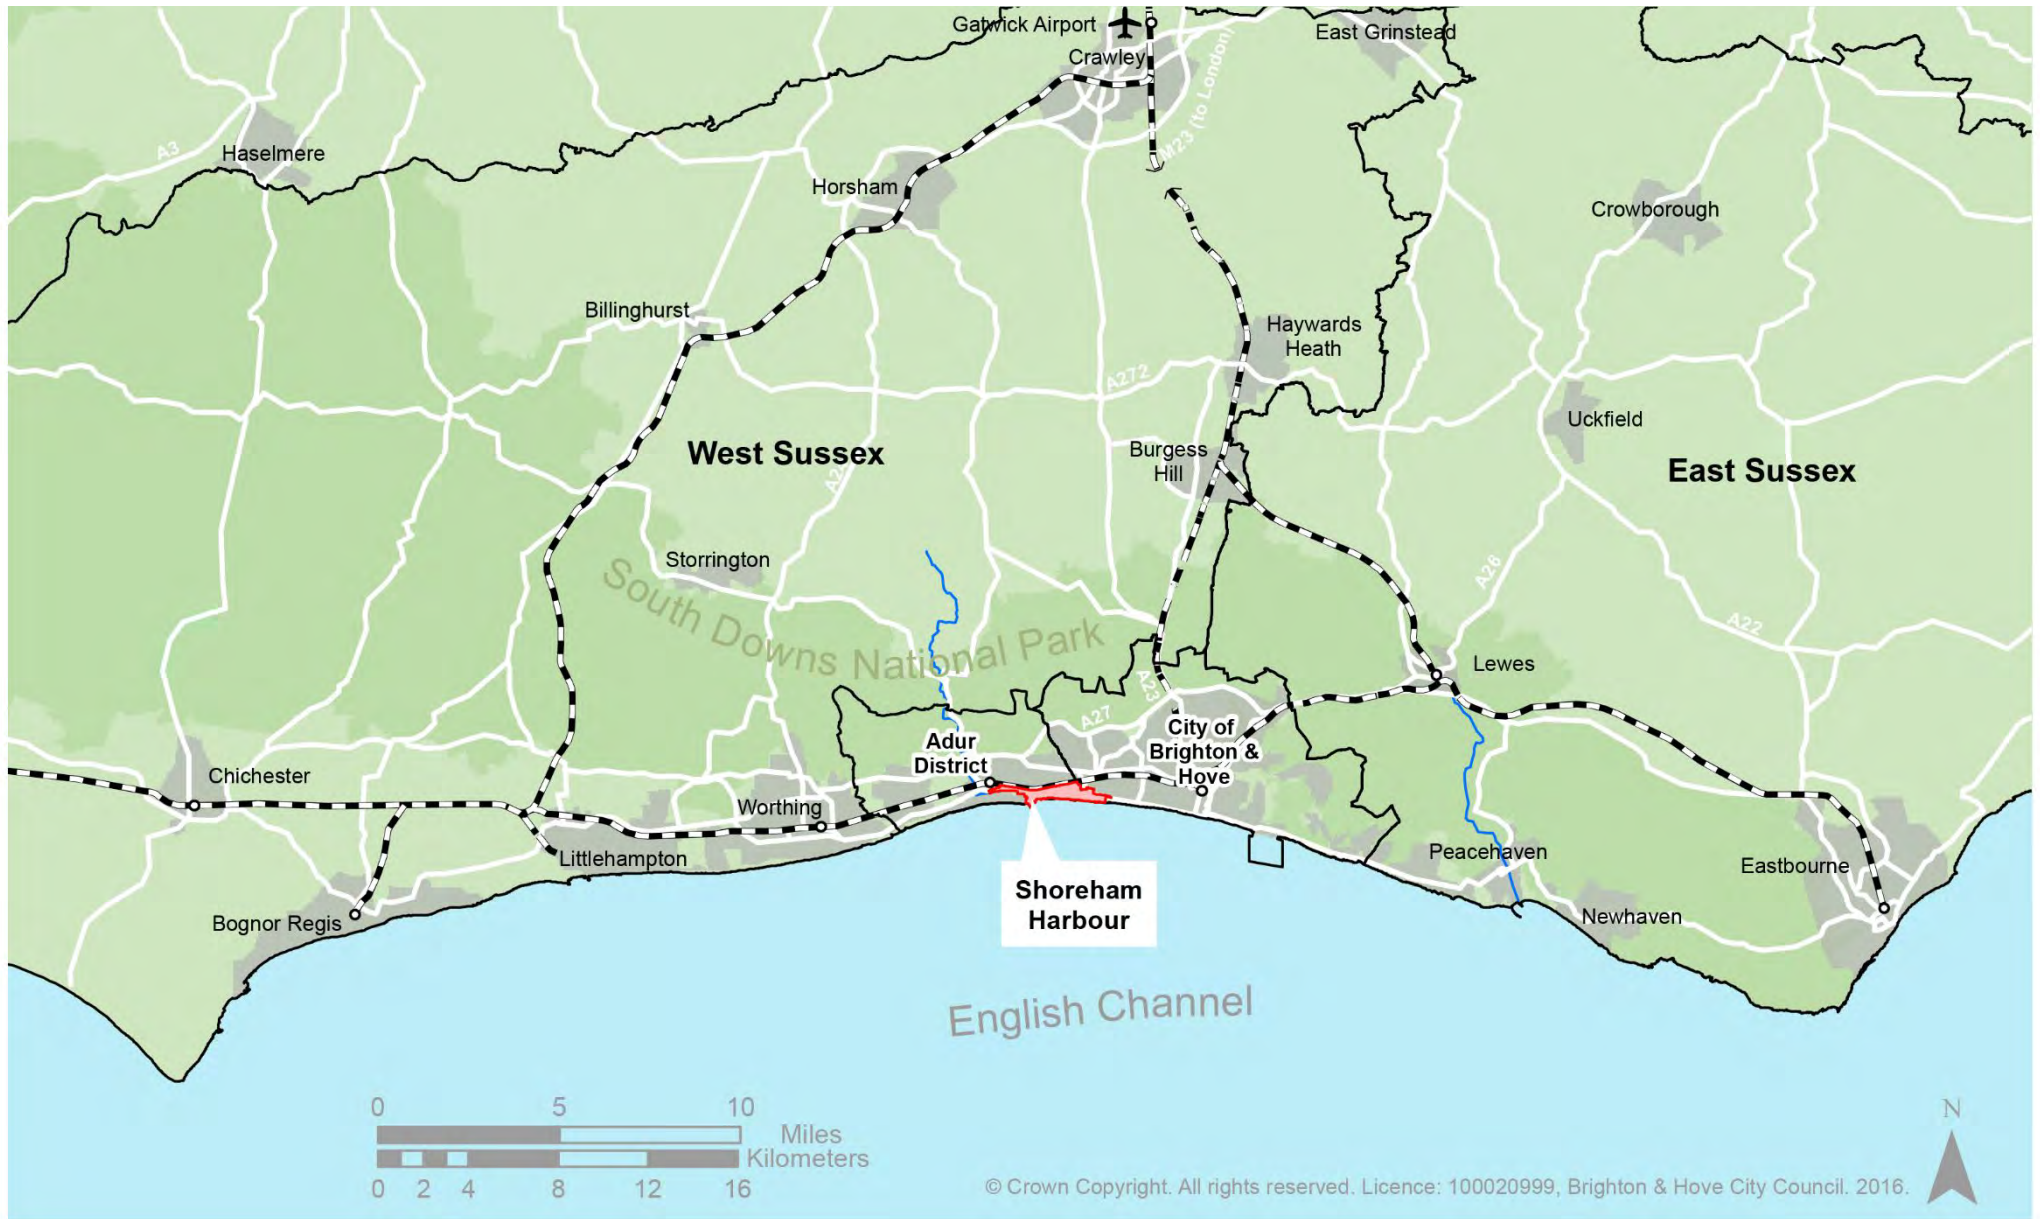 Gatwick Airport
East Grinstead
Crawley
M23 (to London)
A3
Haselmere
Horsham
Crowborough
Billinghurst
Haywards
Heath
A272
Uckfield
West Sussex
Burgess
Hill
East Sussex
Storrington
A26
South Downs National Park
A22
Lewes
A23
A27
City of
Brighton &
Hove
Adur
District
Chichester
Worthing
Littlehampton
Peacehaven
Eastbourne
Bognor Regis
Newhaven
Shoreham
Harbour
English Channel
0 5 10
Miles
Kilometers
0 2 4 8 12 16
N
© Crown Copyright. All rights reserved. Licence: 100020999, Brighton & Hove City Council. 2016.